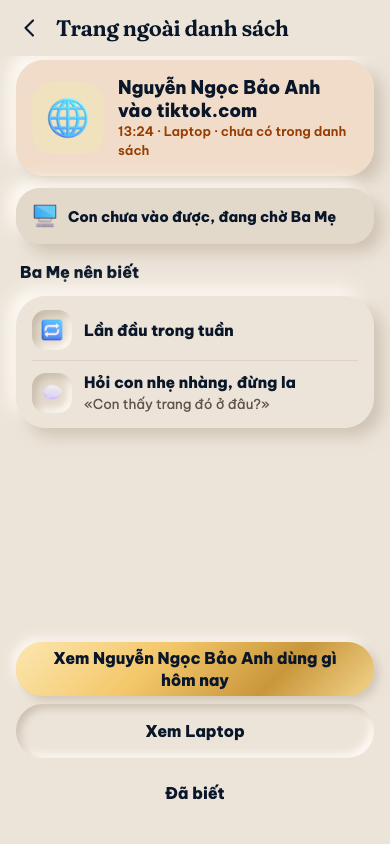 Trang ngoài danh sách
Nguyễn Ngọc Bảo Anh
vào tiktok.com
13:24 · Laptop · chưa có trong danh
sách
Con chưa vào được, đang chờ Ba Mẹ
Ba Mẹ nên biết
Lần đầu trong tuần
Hỏi con nhẹ nhàng, đừng la
«Con thấy trang đó ở đâu?»
Xem Nguyễn Ngọc Bảo Anh dùng gì
hôm nay
Xem Laptop
Đã biết